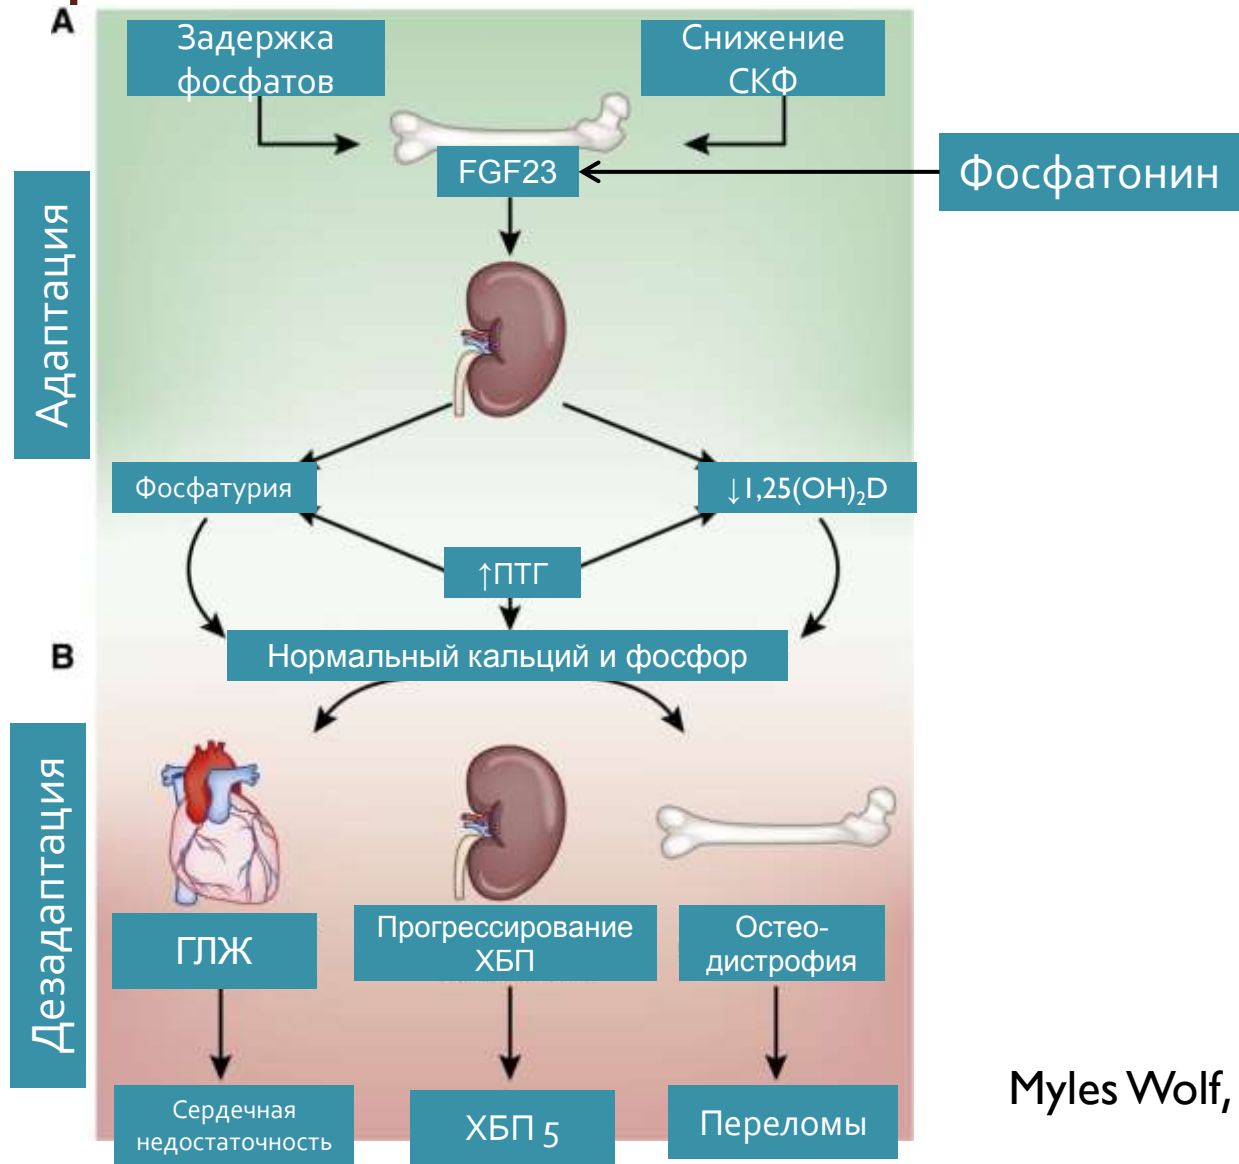 A
Задержка
фосфатов
Снижение
СКФ
FGF23
Фосфатонин
Адаптация
Фосфатурия
↓1,25(OH)₂D
↑ПТГ
Нормальный кальций и фосфор
B
Дезадаптация
ГЛЖ
Прогрессирование
ХБП
Остео-
дистрофия
Сердечная
недостаточность
ХБП 5
Переломы
Myles Wolf,